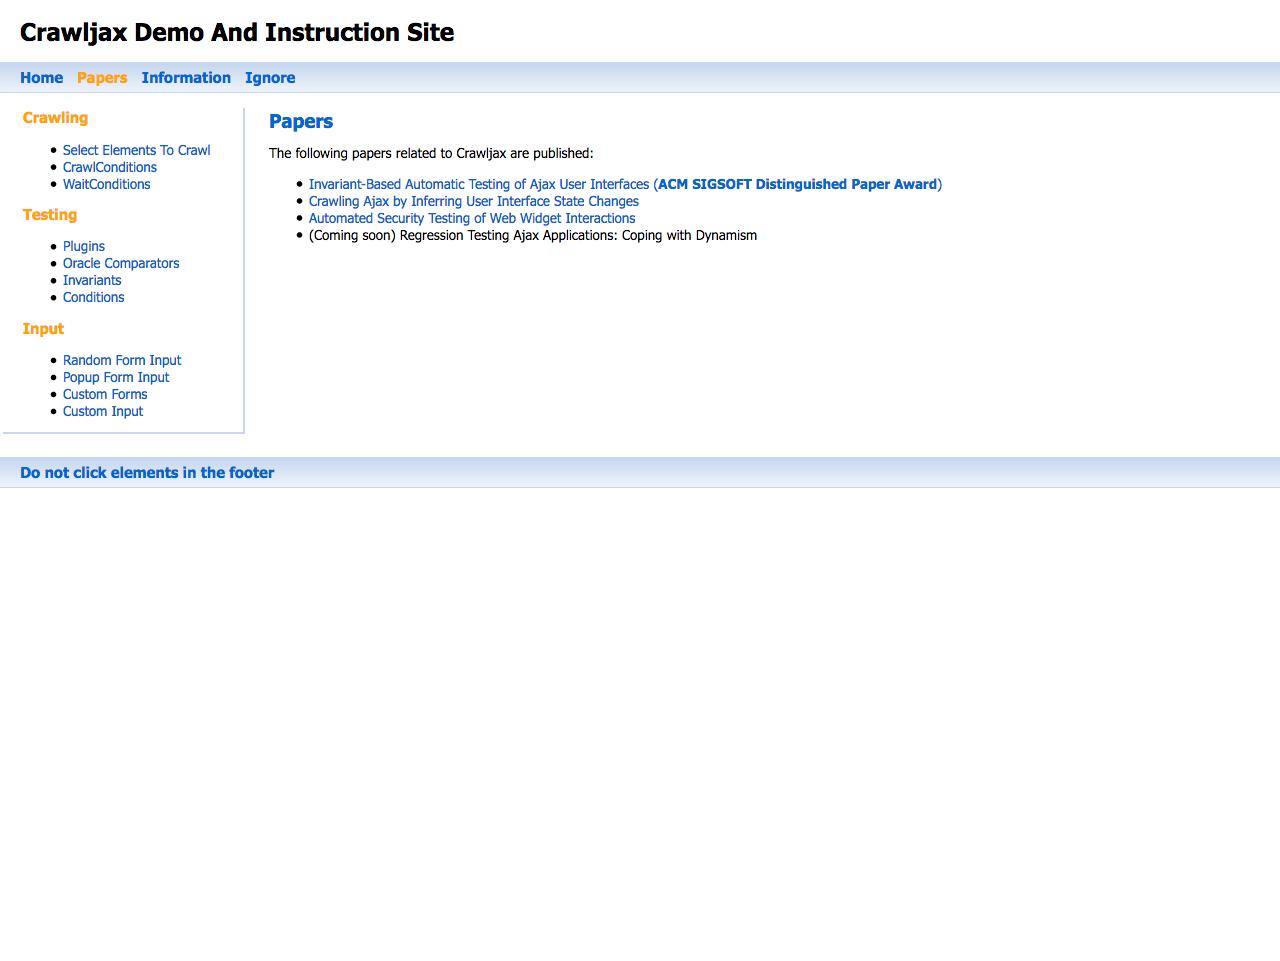 Crawljax Demo And Instruction Site
Home Papers Information Ignore
Crawling
Select Elements To Crawl
CrawlConditions
WaitConditions
Testing
Plugins
Oracle Comparators
Invariants
Conditions
Input
Random Form Input
Popup Form Input
Custom Forms
Custom Input
Papers
The following papers related to Crawljax are published:
Invariant-Based Automatic Testing of Ajax User Interfaces (ACM SIGSOFT Distinguished Paper Award)
Crawling Ajax by Inferring User Interface State Changes
Automated Security Testing of Web Widget Interactions
(Coming soon) Regression Testing Ajax Applications: Coping with Dynamism
Do not click elements in the footer